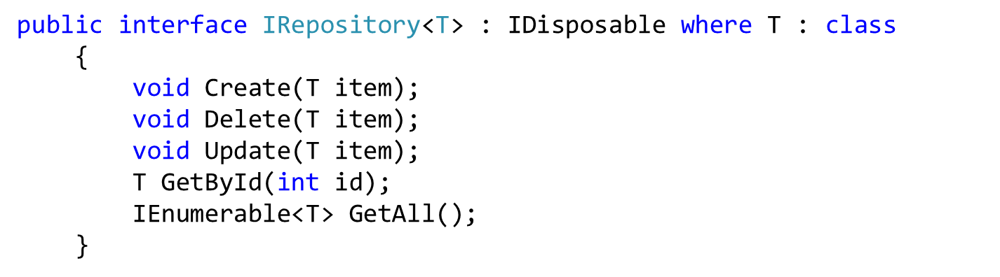 public interface IRepository<T> : IDisposable where T : class
{
void Create(T item);
void Delete(T item);
void Update(T item);
T GetById(int id);
IEnumerable<T> GetAll();
}